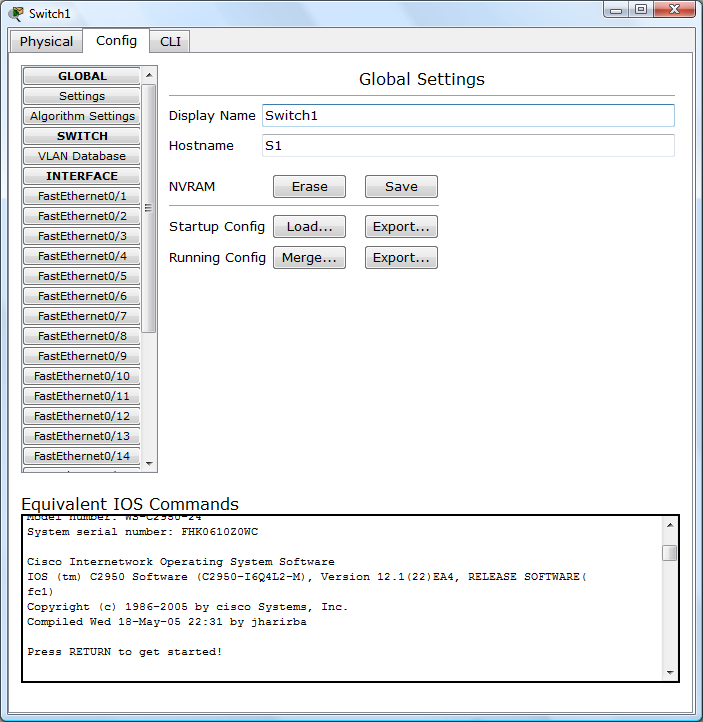 Switch1
Physical
Config
CLI
GLOBAL
Settings
Algorithm Settings
SWITCH
VLAN Database
INTERFACE
FastEthernet0/1
FastEthernet0/2
FastEthernet0/3
FastEthernet0/4
FastEthernet0/5
FastEthernet0/6
FastEthernet0/7
FastEthernet0/8
FastEthernet0/9
FastEthernet0/10
FastEthernet0/11
FastEthernet0/12
FastEthernet0/13
FastEthernet0/14
Global Settings
Display Name Switch1
Hostname S1
NVRAM Erase Save
Startup Config Load... Export...
Running Config Merge... Export...
Equivalent IOS Commands
Model number: WS-C2950-24
System serial number: FHK0610Z0WC
Cisco Internetwork Operating System Software
IOS (tm) C2950 Software (C2950-I6Q4L2-M), Version 12.1(22)EA4, RELEASE SOFTWARE(
fc1)
Copyright (c) 1986-2005 by cisco Systems, Inc.
Compiled Wed 18-May-05 22:31 by jharirba
Press RETURN to get started!